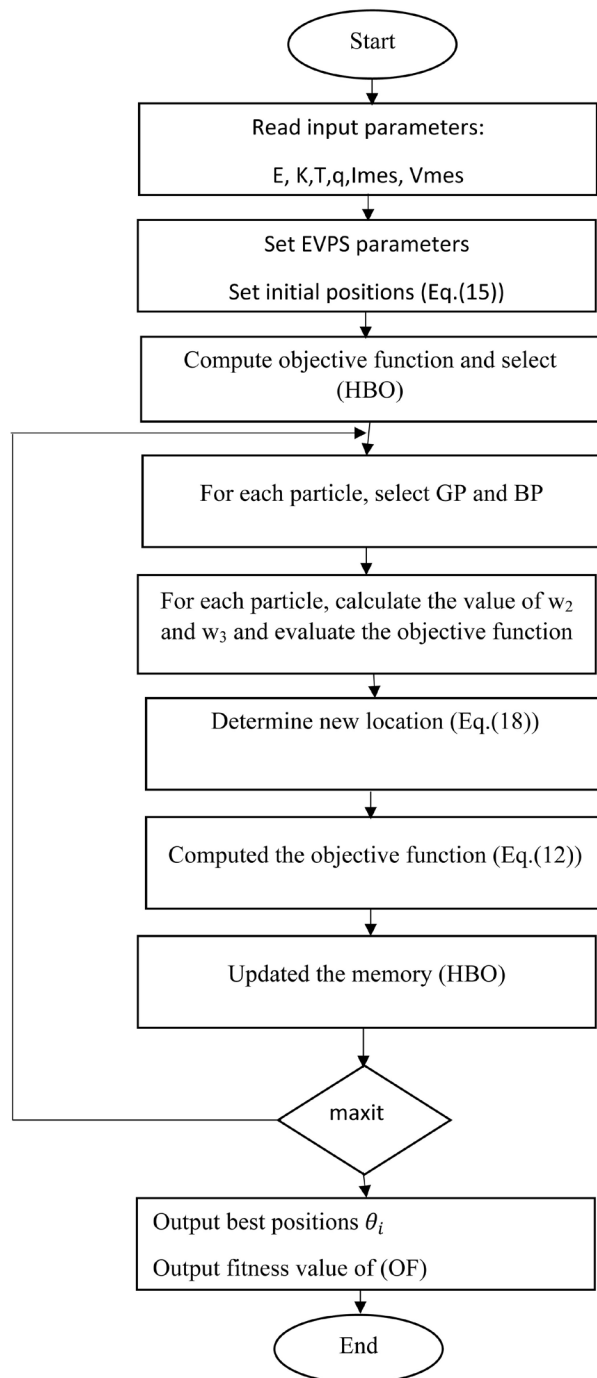 Start
Read input parameters:
E, K,T,q,Imes, Vmes
Set EVPS parameters
Set initial positions (Eq.(15))
Compute objective function and select
(HBO)
For each particle, select GP and BP
For each particle, calculate the value of w₂
and w₃ and evaluate the objective function
Determine new location (Eq.(18))
Computed the objective function (Eq.(12))
Updated the memory (HBO)
maxit
Output best positions θᵢ
Output fitness value of (OF)
End